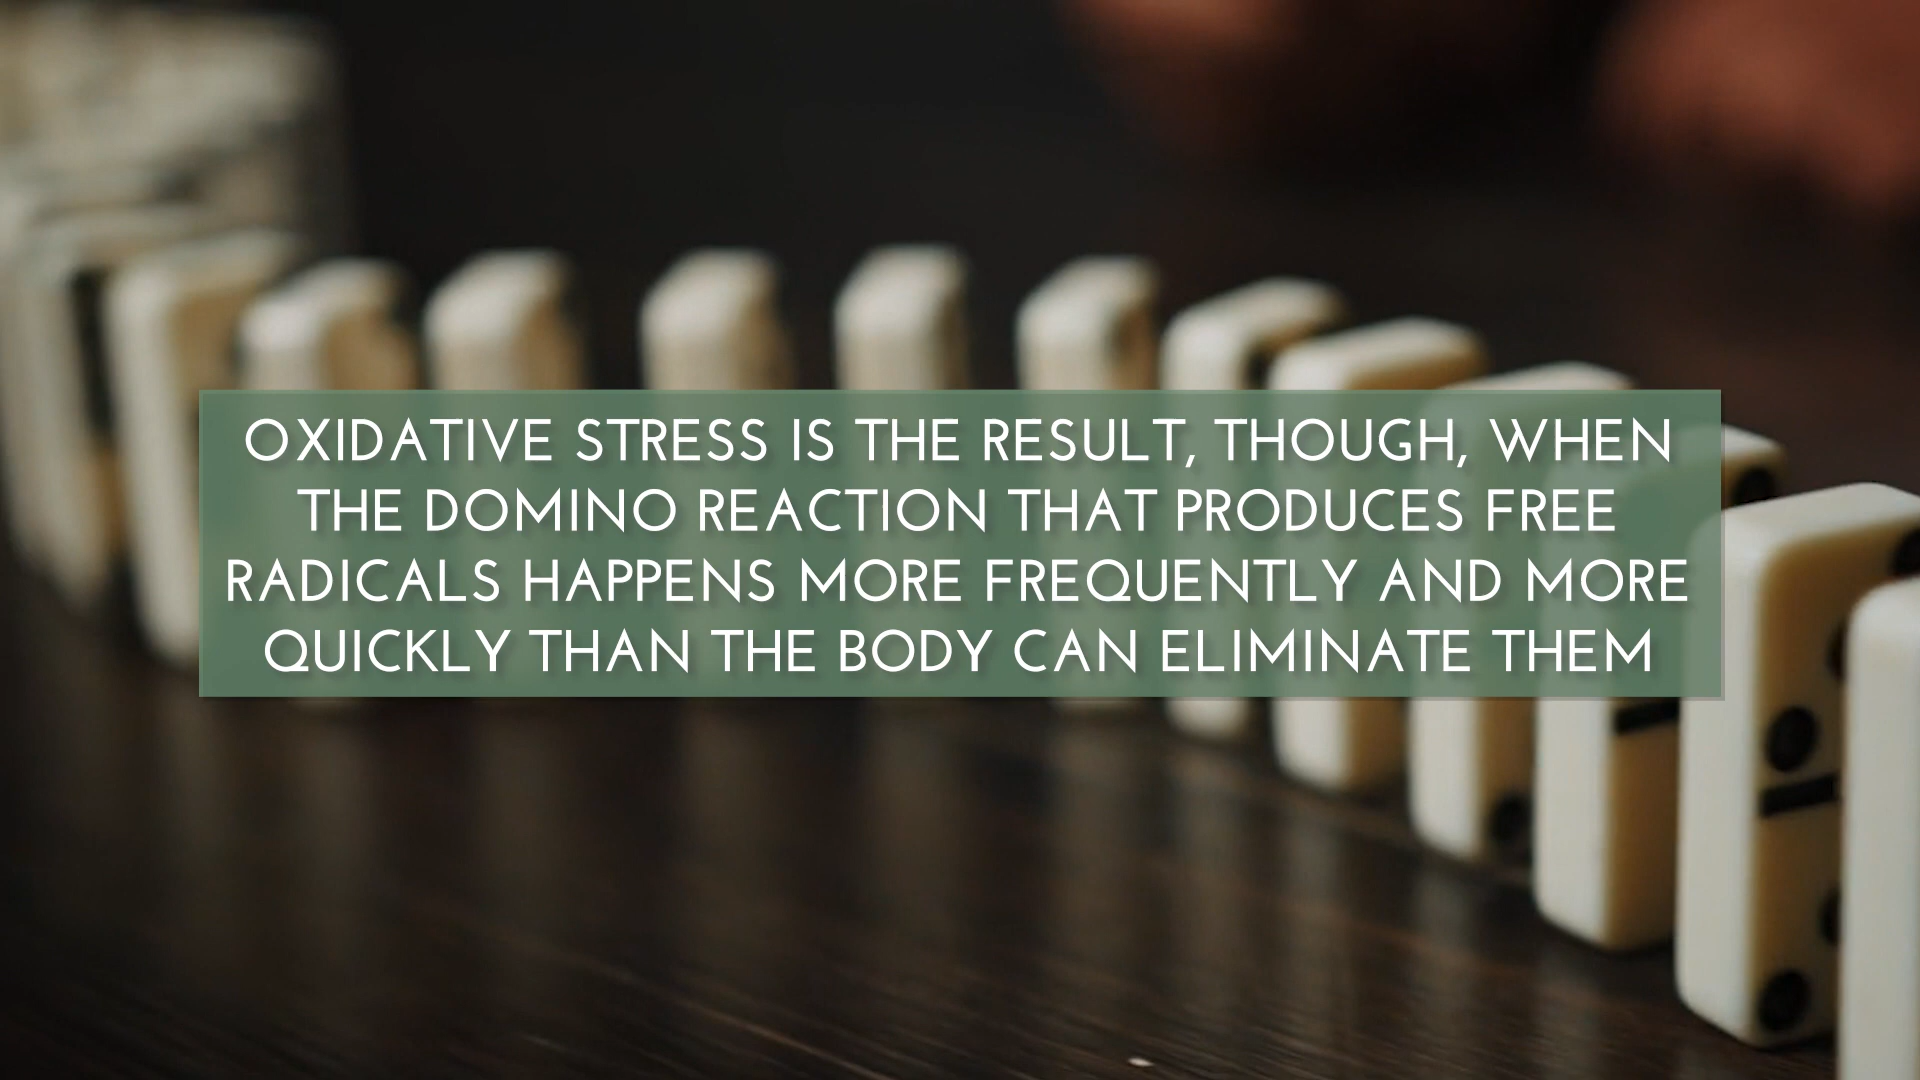 OXIDATIVE STRESS IS THE RESULT, THOUGH, WHEN
THE DOMINO REACTION THAT PRODUCES FREE
RADICALS HAPPENS MORE FREQUENTLY AND MORE
QUICKLY THAN THE BODY CAN ELIMINATE THEM